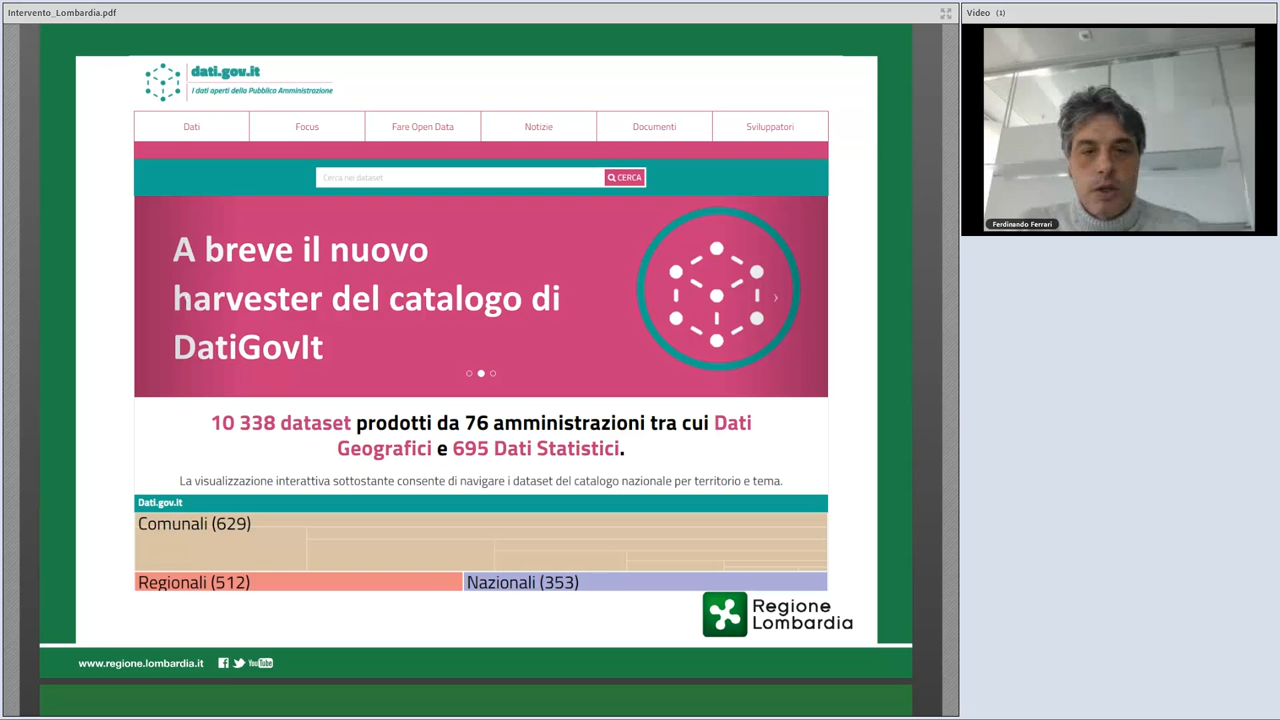 Intervento_Lombardia.pdf
Video (1)
dati.gov.it
I dati aperti della Pubblica Amministrazione
Dati
Focus
Fare Open Data
Notizie
Documenti
Sviluppatori
Cerca nei dataset
CERCA
A breve il nuovo
harvester del catalogo di
DatiGovIt
Ferdinando Ferrari
10 338 dataset prodotti da 76 amministrazioni tra cui Dati
Geografici e 695 Dati Statistici.
La visualizzazione interattiva sottostante consente di navigare i dataset del catalogo nazionale per territorio e tema.
Dati.gov.it
Comunali (629)
Regionali (512)
Nazionali (353)
Regione
Lombardia
www.regione.lombardia.it
YouTube